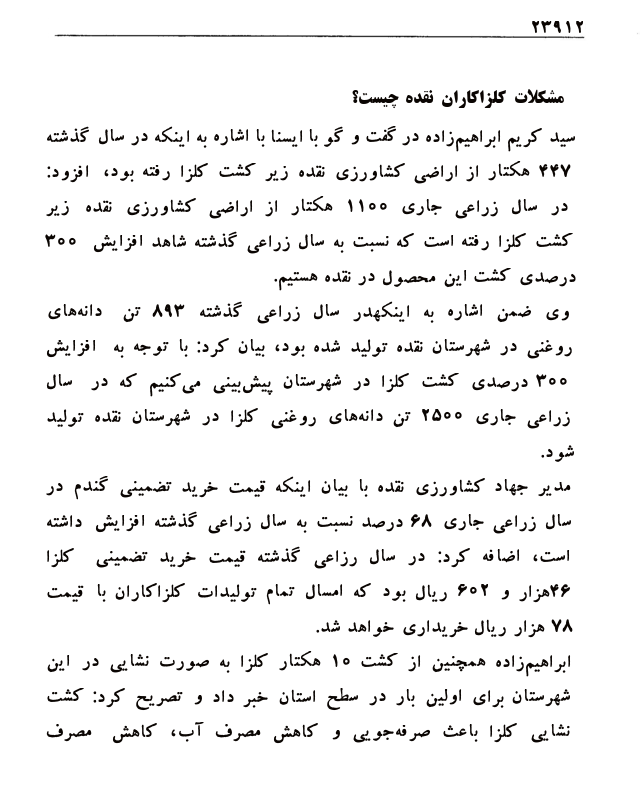 ۲۳۹۱۲
مشکلات کلزاکاران نقده چیست؟
سید کریم ابراهیم‌زاده در گفت و گو با ایسنا با اشاره به اینکه در سال گذشته
۴۴۷ هکتار از اراضی کشاورزی نقده زیر کشت کلزا رفته بود، افزود:
در سال زراعی جاری ۱۱۰۰ هکتار از اراضی کشاورزی نقده زیر
کشت کلزا رفته است که نسبت به سال زراعی گذشته شاهد افزایش ۳۰۰
درصدی کشت این محصول در نقده هستیم.
وی ضمن اشاره به اینکهدر سال زراعی گذشته ۸۹۳ تن دانه‌های
روغنی در شهرستان نقده تولید شده بود، بیان کرد: با توجه به افزایش
۳۰۰ درصدی کشت کلزا در شهرستان پیش‌بینی می‌کنیم که در سال
زراعی جاری ۲۵۰۰ تن دانه‌های روغنی کلزا در شهرستان نقده تولید
شود.
مدیر جهاد کشاورزی نقده با بیان اینکه قیمت خرید تضمینی گندم در
سال زراعی جاری ۶۸ درصد نسبت به سال زراعی گذشته افزایش داشته
است، اضافه کرد: در سال رزاعی گذشته قیمت خرید تضمینی کلزا
۴۶هزار و ۶۰۲ ریال بود که امسال تمام تولیدات کلزاکاران با قیمت
۷۸ هزار ریال خریداری خواهد شد.
ابراهیم‌زاده همچنین از کشت ۱۰ هکتار کلزا به صورت نشایی در این
شهرستان برای اولین بار در سطح استان خبر داد و تصریح کرد: کشت
نشایی کلزا باعث صرفه‌جویی و کاهش مصرف آب، کاهش مصرف